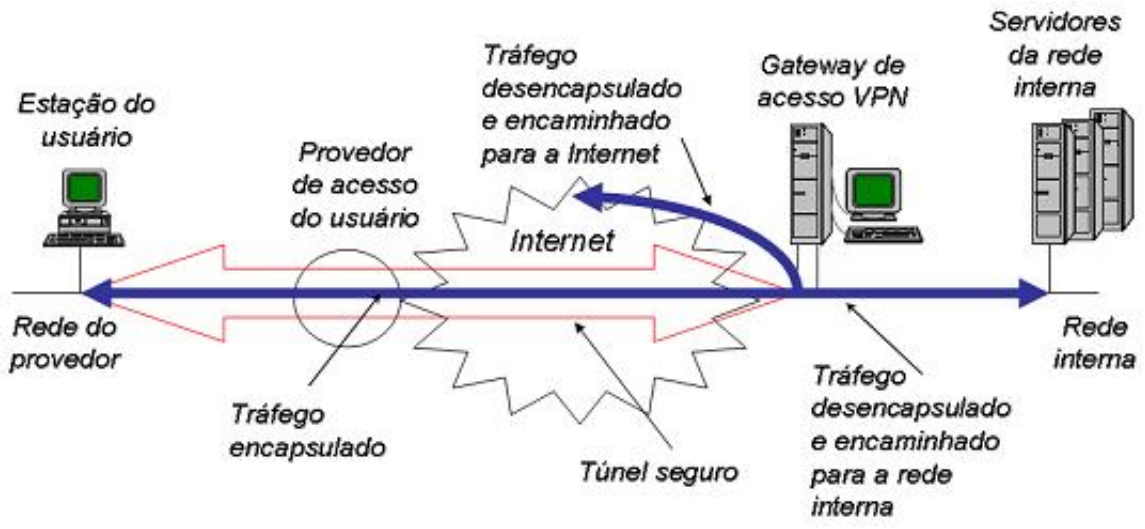 Estação do
usuário
Provedor
de acesso
do usuário
Tráfego
desencapsulado
e encaminhado
para a Internet
Gateway de
acesso VPN
Servidores
da rede
interna
Internet
Rede do
provedor
Tráfego
encapsulado
Túnel seguro
Tráfego
desencapsulado
e encaminhado
para a rede
interna
Rede
interna